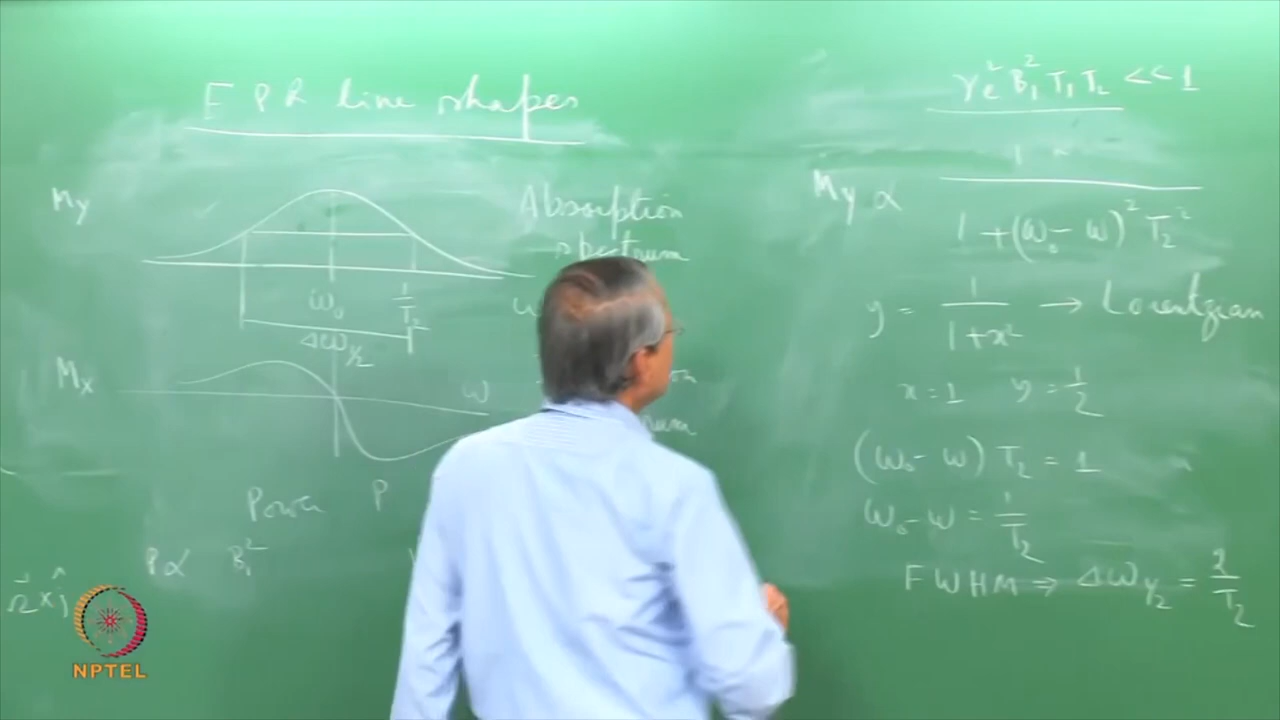 EPR line shapes
My
Absorption
spectrum
ω₀
1/T₂
Δω½
Mx
ω
Power P
P ∝ B₁²
NPTEL
γe² B₁² T₁ T₂ << 1
My ∝ 1/(1 + (ω₀ - ω)² T₂²)
y = 1/(1 + x²) → Lorentzian
x = 1 y = 1/2
(ω₀ - ω) T₂ = 1
ω₀ - ω = 1/T₂
FWHM ⇒ Δω½ = 2/T₂